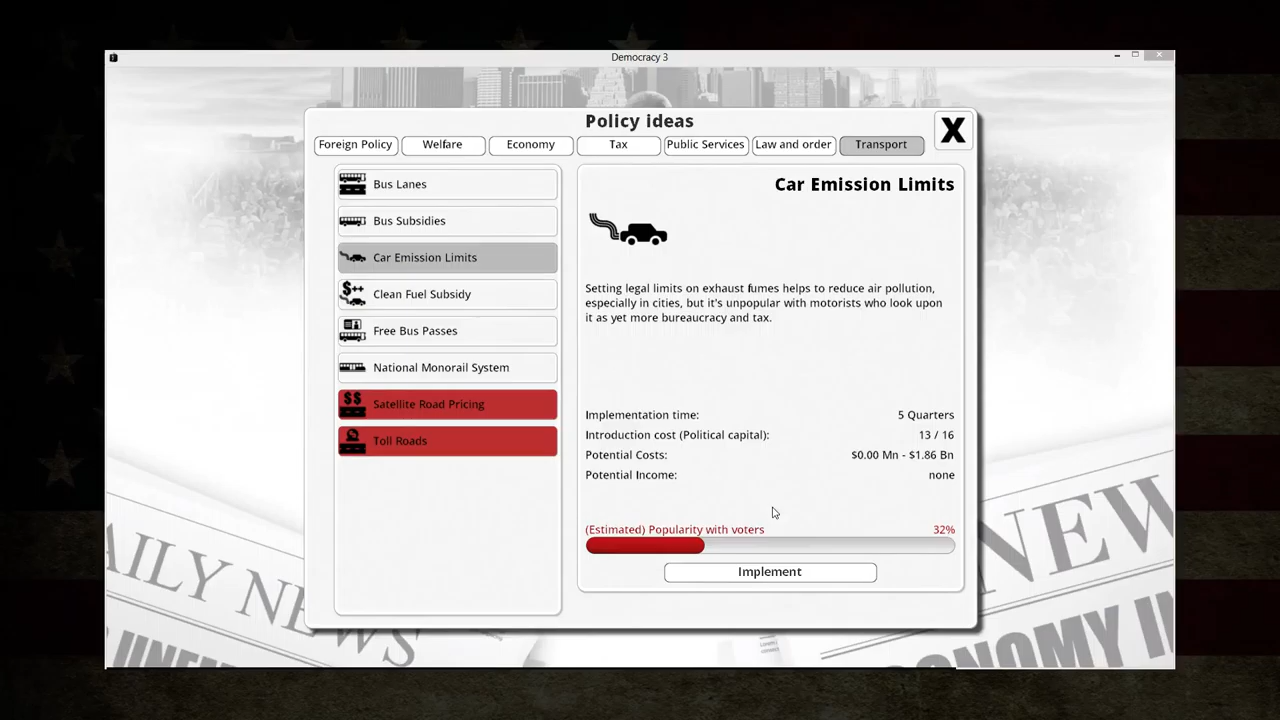 Democracy 3
Policy ideas
X
Foreign Policy
Welfare
Economy
Tax
Public Services
Law and order
Transport
Bus Lanes
Bus Subsidies
Car Emission Limits
Clean Fuel Subsidy
Free Bus Passes
National Monorail System
Satellite Road Pricing
Toll Roads
Car Emission Limits
Setting legal limits on exhaust fumes helps to reduce air pollution,
especially in cities, but it's unpopular with motorists who look upon
it as yet more bureaucracy and tax.
Implementation time: 5 Quarters
Introduction cost (Political capital): 13 / 16
Potential Costs: $0.00 Mn - $1.86 Bn
Potential Income: none
(Estimated) Popularity with voters 32%
Implement
AILY NEWS
NEW
ONOMY IN